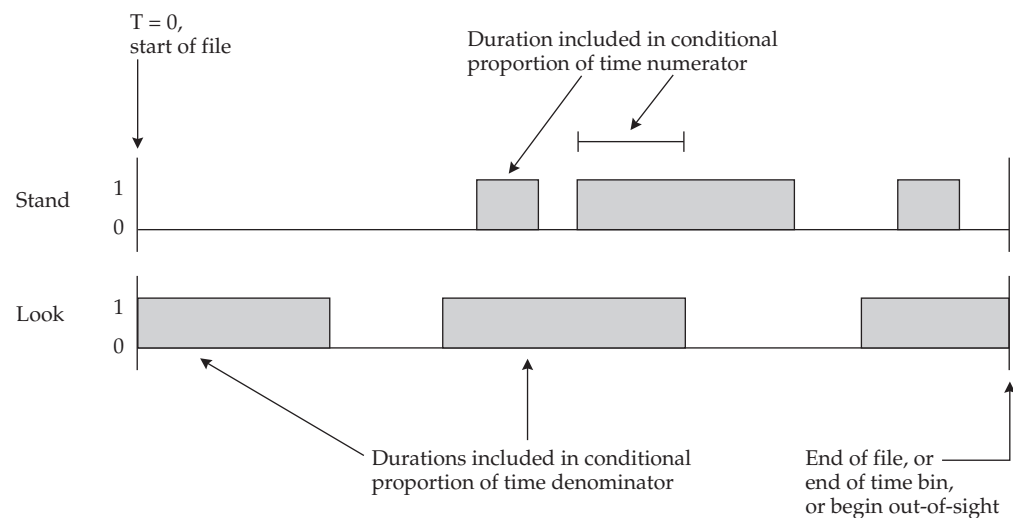 T = 0,
start of file
Duration included in conditional
proportion of time numerator
Stand
1
0
Look
1
0
Durations included in conditional
proportion of time denominator
End of file, or
end of time bin,
or begin out-of-sight